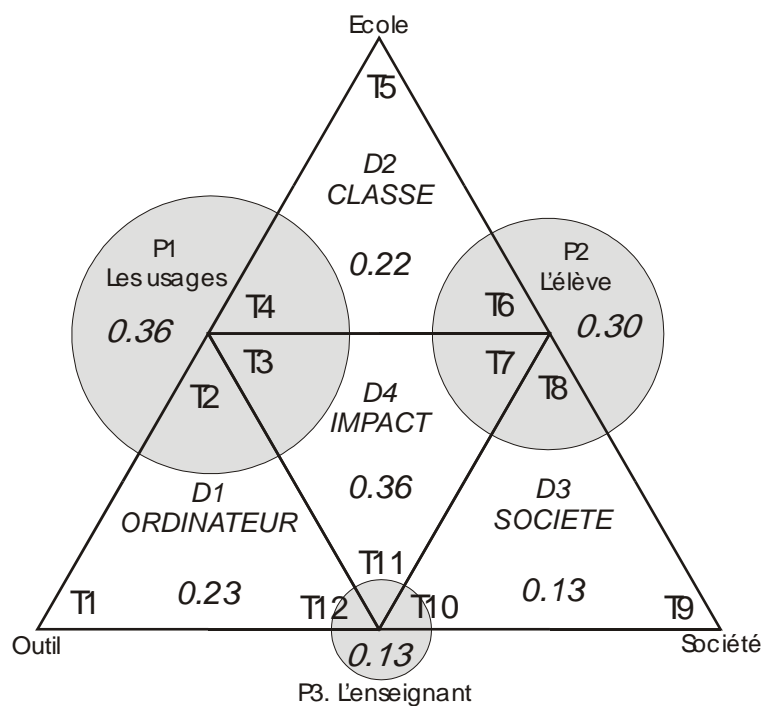 Ecole
T5
D2
CLASSE
0.22
P1
Les usages
0.36
P2
L'élève
0.30
T4
T6
T3
T7
T2
T8
D4
IMPACT
0.36
D1
ORDINATEUR
0.23
D3
SOCIETE
0.13
T11
T1
T12
T10
T9
Outil
Société
0.13
P3. L'enseignant